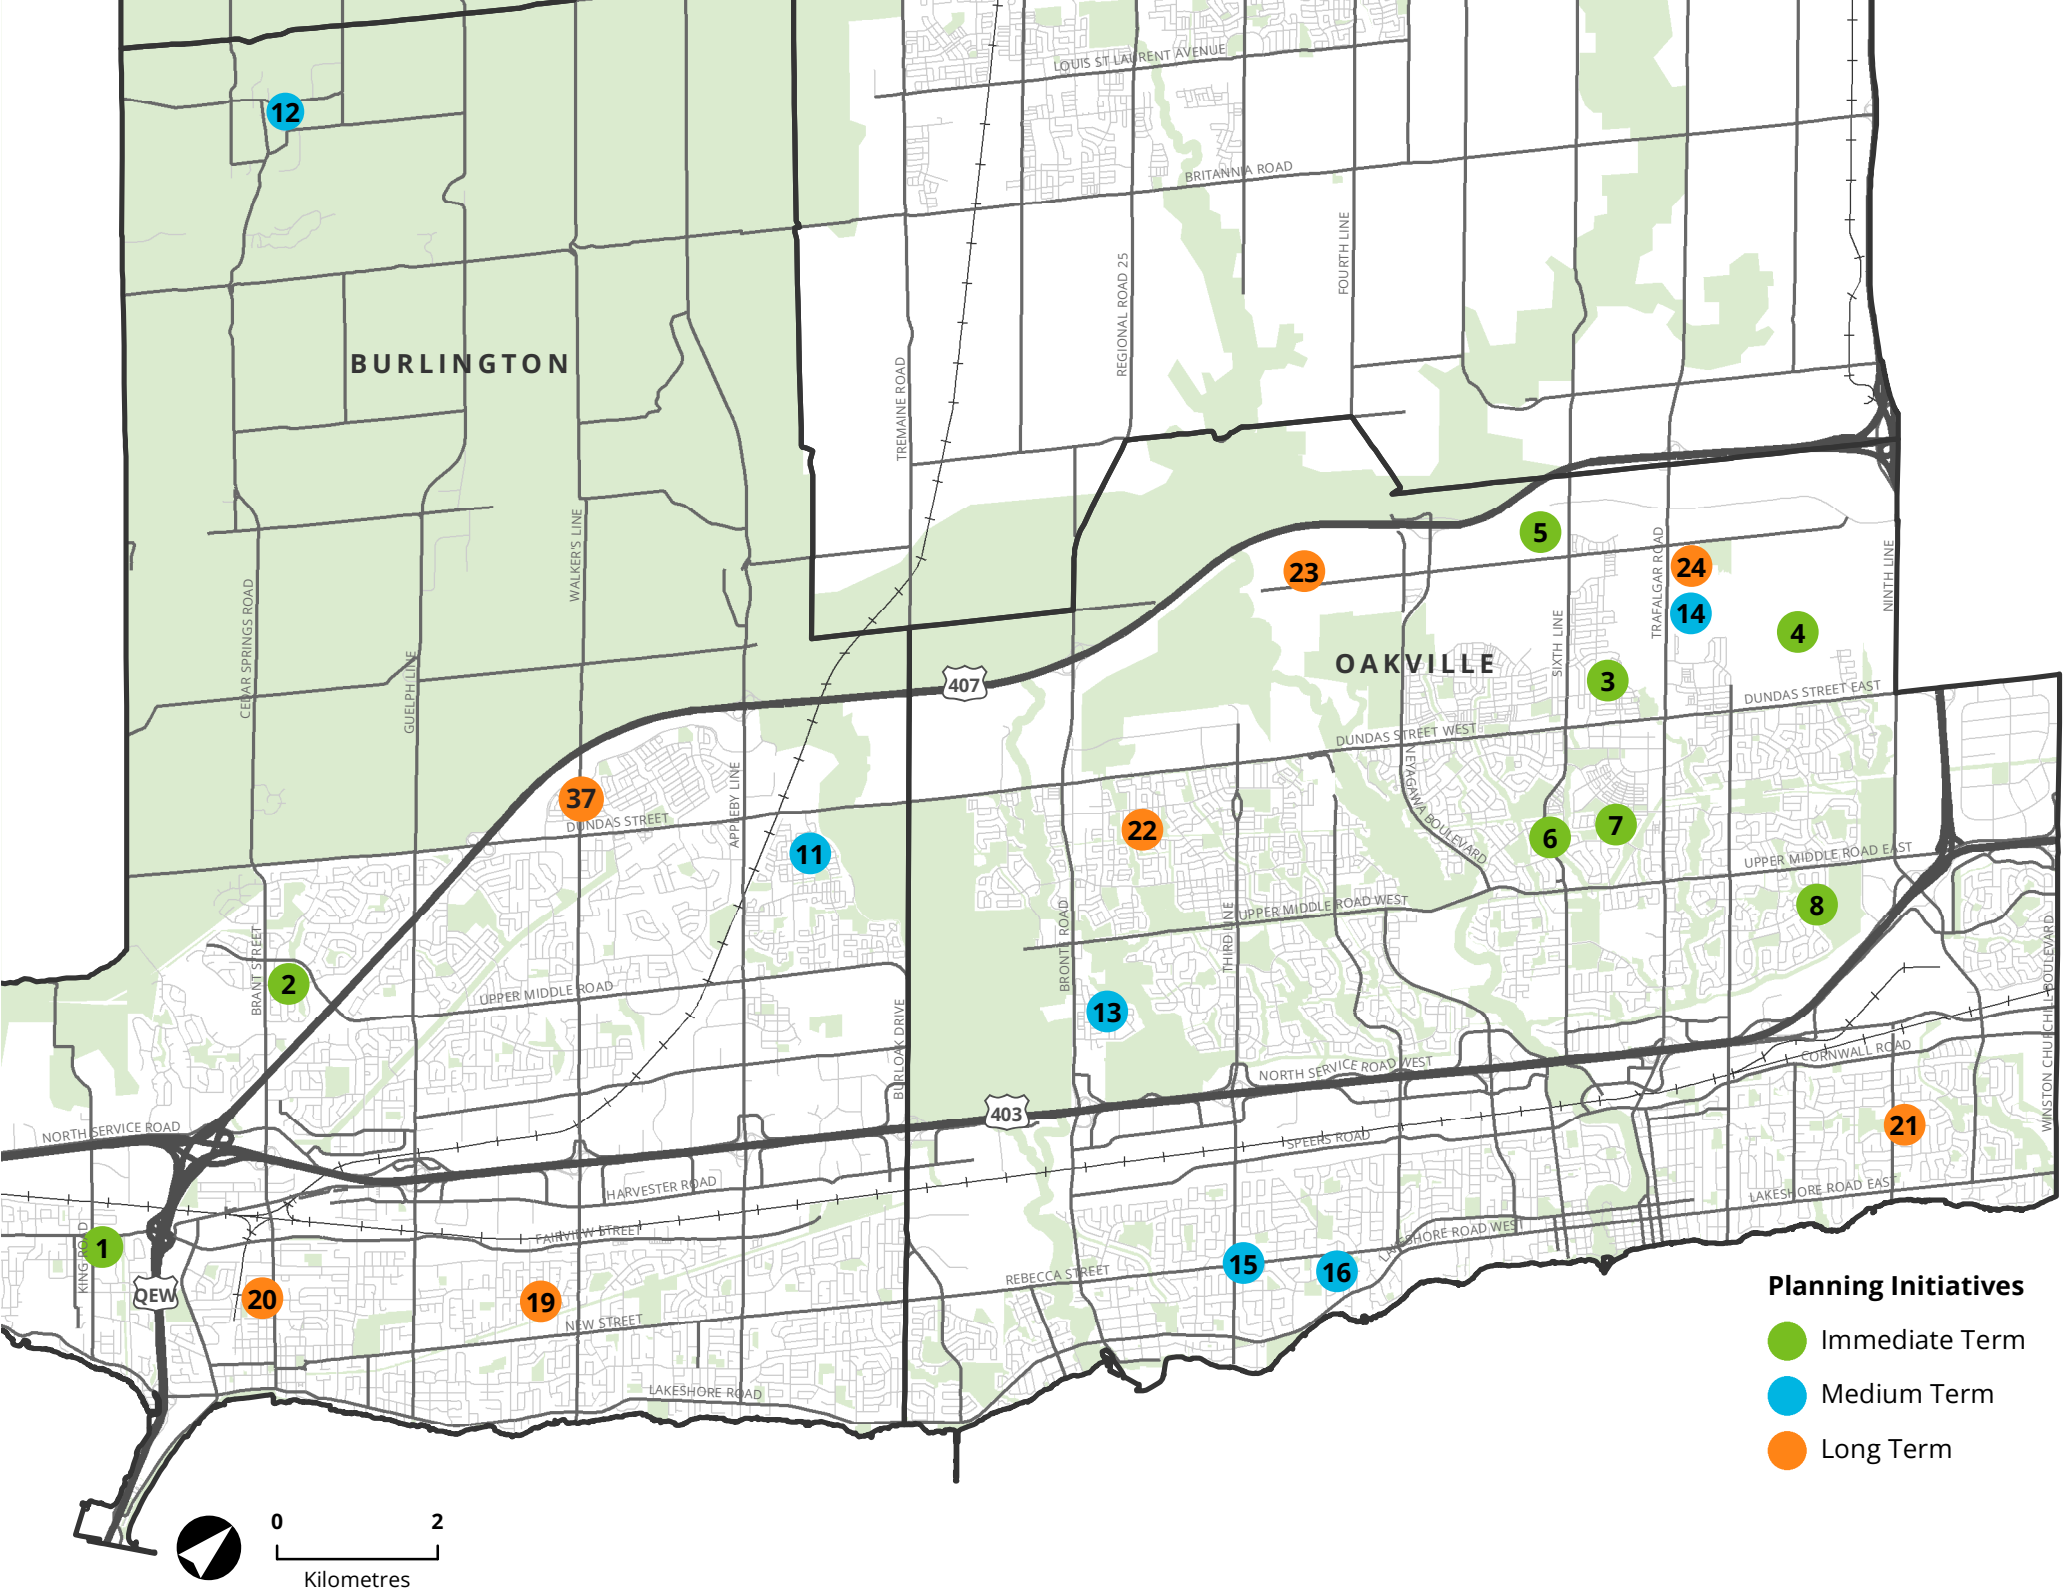 LOUIS ST LAURENT AVENUE
12
BRITANNIA ROAD
FOURTH LINE
REGIONAL ROAD 25
BURLINGTON
TREMAINE ROAD
WALKER'S LINE
CEDAR SPRINGS ROAD
GUELPH LINE
5
23
24
14
4
TRAFALGAR ROAD
NINTH LINE
SIXTH LINE
OAKVILLE
3
407
DUNDAS STREET EAST
DUNDAS STREET WEST
NEYAGAWA BOULEVARD
37
DUNDAS STREET
APPLEBY LINE
11
22
6
7
UPPER MIDDLE ROAD EAST
8
UPPER MIDDLE ROAD WEST
BRONTE ROAD
THIRD LINE
BRANT STREET
2
UPPER MIDDLE ROAD
13
BURLOAK DRIVE
WINSTON CHURCHILL BOULEVARD
CORNWALL ROAD
NORTH SERVICE ROAD WEST
403
NORTH SERVICE ROAD
SPEERS ROAD
21
HARVESTER ROAD
LAKESHORE ROAD EAST
FAIRVIEW STREET
LAKESHORE ROAD WEST
KING ROAD
1
15
16
REBECCA STREET
QEW
20
19
NEW STREET
LAKESHORE ROAD
Planning Initiatives
Immediate Term
Medium Term
Long Term
0 2
Kilometres